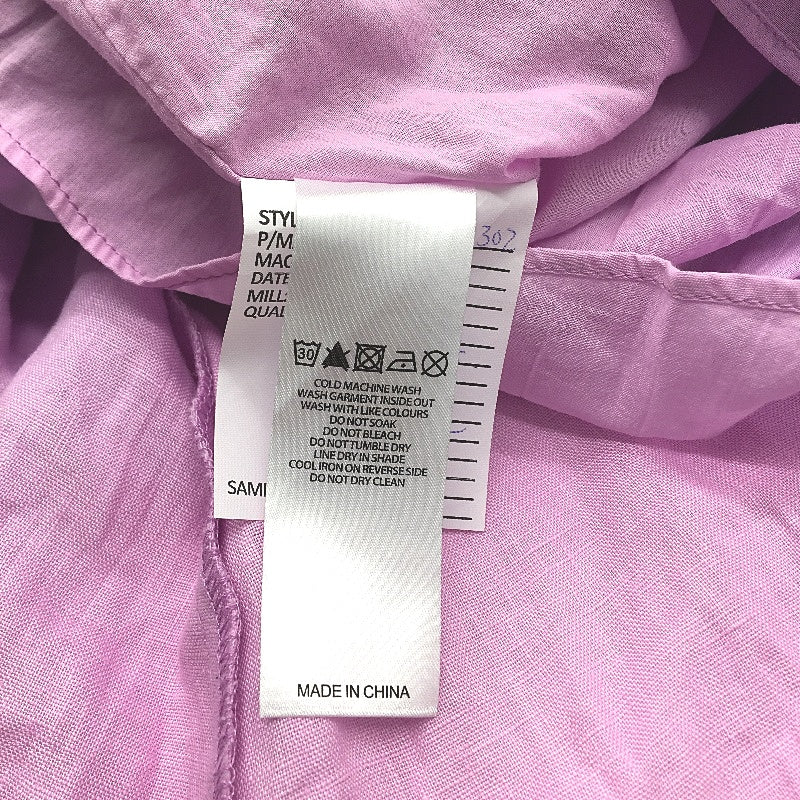 STYL
P/M
MAC
DATE
MILL:
QUAL
302
30
COLD MACHINE WASH
WASH GARMENT INSIDE OUT
WASH WITH LIKE COLOURS
DO NOT SOAK
DO NOT BLEACH
DO NOT TUMBLE DRY
LINE DRY IN SHADE
COOL IRON ON REVERSE SIDE
DO NOT DRY CLEAN
SAM
MADE IN CHINA